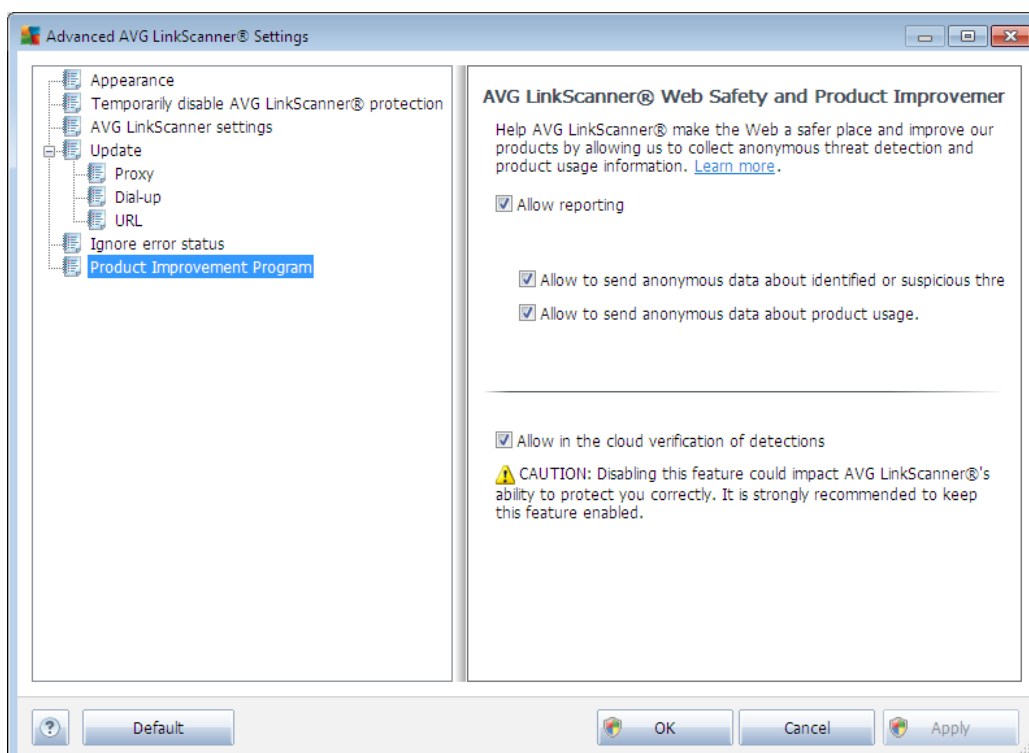 Advanced AVG LinkScanner® Settings
Appearance
Temporarily disable AVG LinkScanner® protection
AVG LinkScanner settings
Update
Proxy
Dial-up
URL
Ignore error status
Product Improvement Program
AVG LinkScanner® Web Safety and Product Improvemer
Help AVG LinkScanner® make the Web a safer place and improve our
products by allowing us to collect anonymous threat detection and
product usage information. Learn more.
Allow reporting
Allow to send anonymous data about identified or suspicious thre
Allow to send anonymous data about product usage.
Allow in the cloud verification of detections
CAUTION: Disabling this feature could impact AVG LinkScanner®'s
ability to protect you correctly. It is strongly recommended to keep
this feature enabled.
? Default OK Cancel Apply